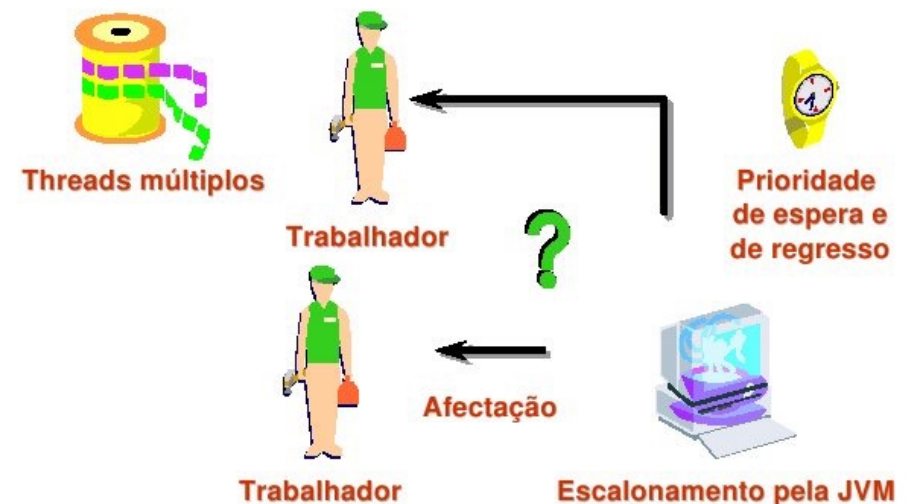 Threads múltiplos
Trabalhador
Prioridade
de espera e
de regresso
?
Afectação
Trabalhador
Escalonamento pela JVM